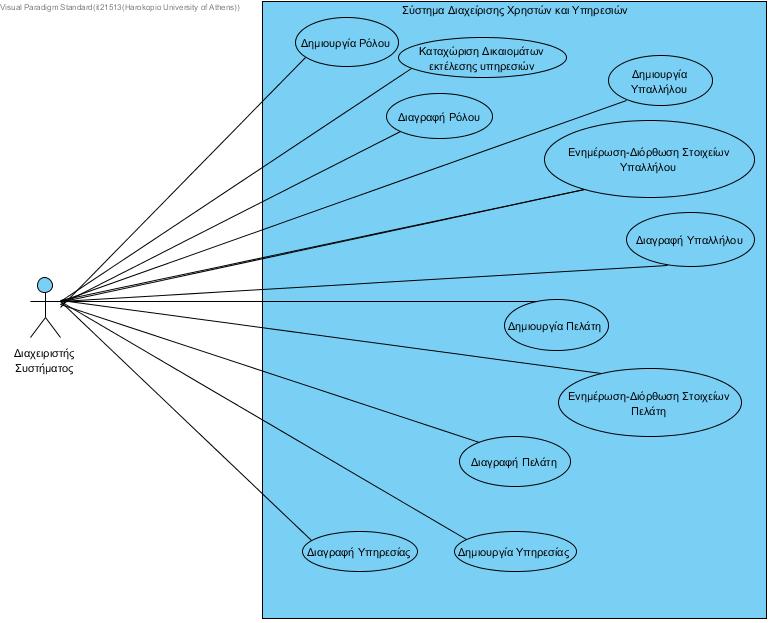 Visual Paradigm Standard(it21513(Harokopio University of Athens))
Σύστημα Διαχείρισης Χρηστών και Υπηρεσιών
Δημιουργία Ρόλου
Καταχώριση Δικαιομάτων
εκτέλεσης υπηρεσιών
Δημιουργία
Υπαλλήλου
Διαγραφή Ρόλου
Ενημέρωση-Διόρθωση Στοιχείων
Υπαλλήλου
Διαγραφή Υπαλλήλου
Δημιουργία Πελάτη
Διαχειριστής
Συστήματος
Ενημέρωση-Διόρθωση Στοιχείων
Πελάτη
Διαγραφή Πελάτη
Διαγραφή Υπηρεσίας
Δημιουργία Υπηρεσίας